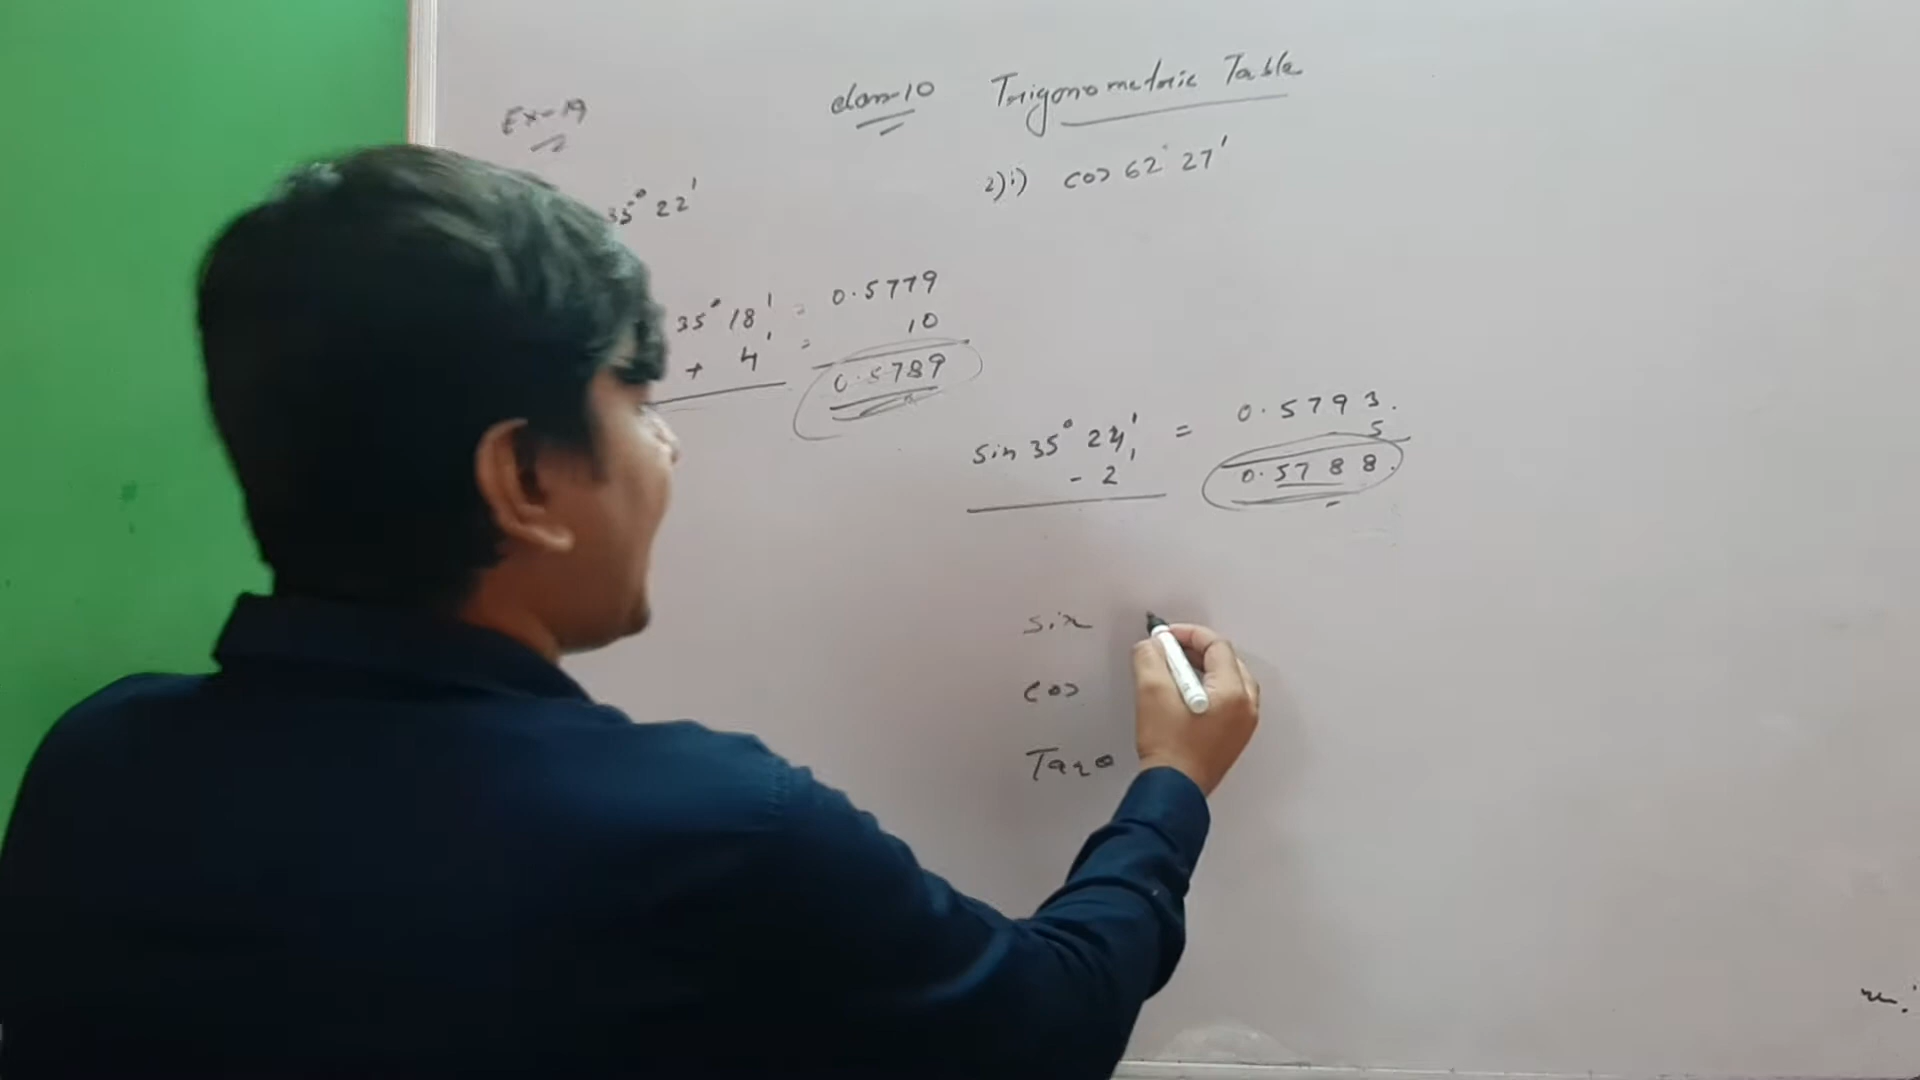 Ex-19
class-10 Trigonometric Table
35° 22'
2) i) cos 62° 27'
35° 18' = 0.5779
+ 4' = 10
0.5789
sin 35° 24' = 0.5793.
- 2' 5
0.5788.
sin
cos
Tan θ